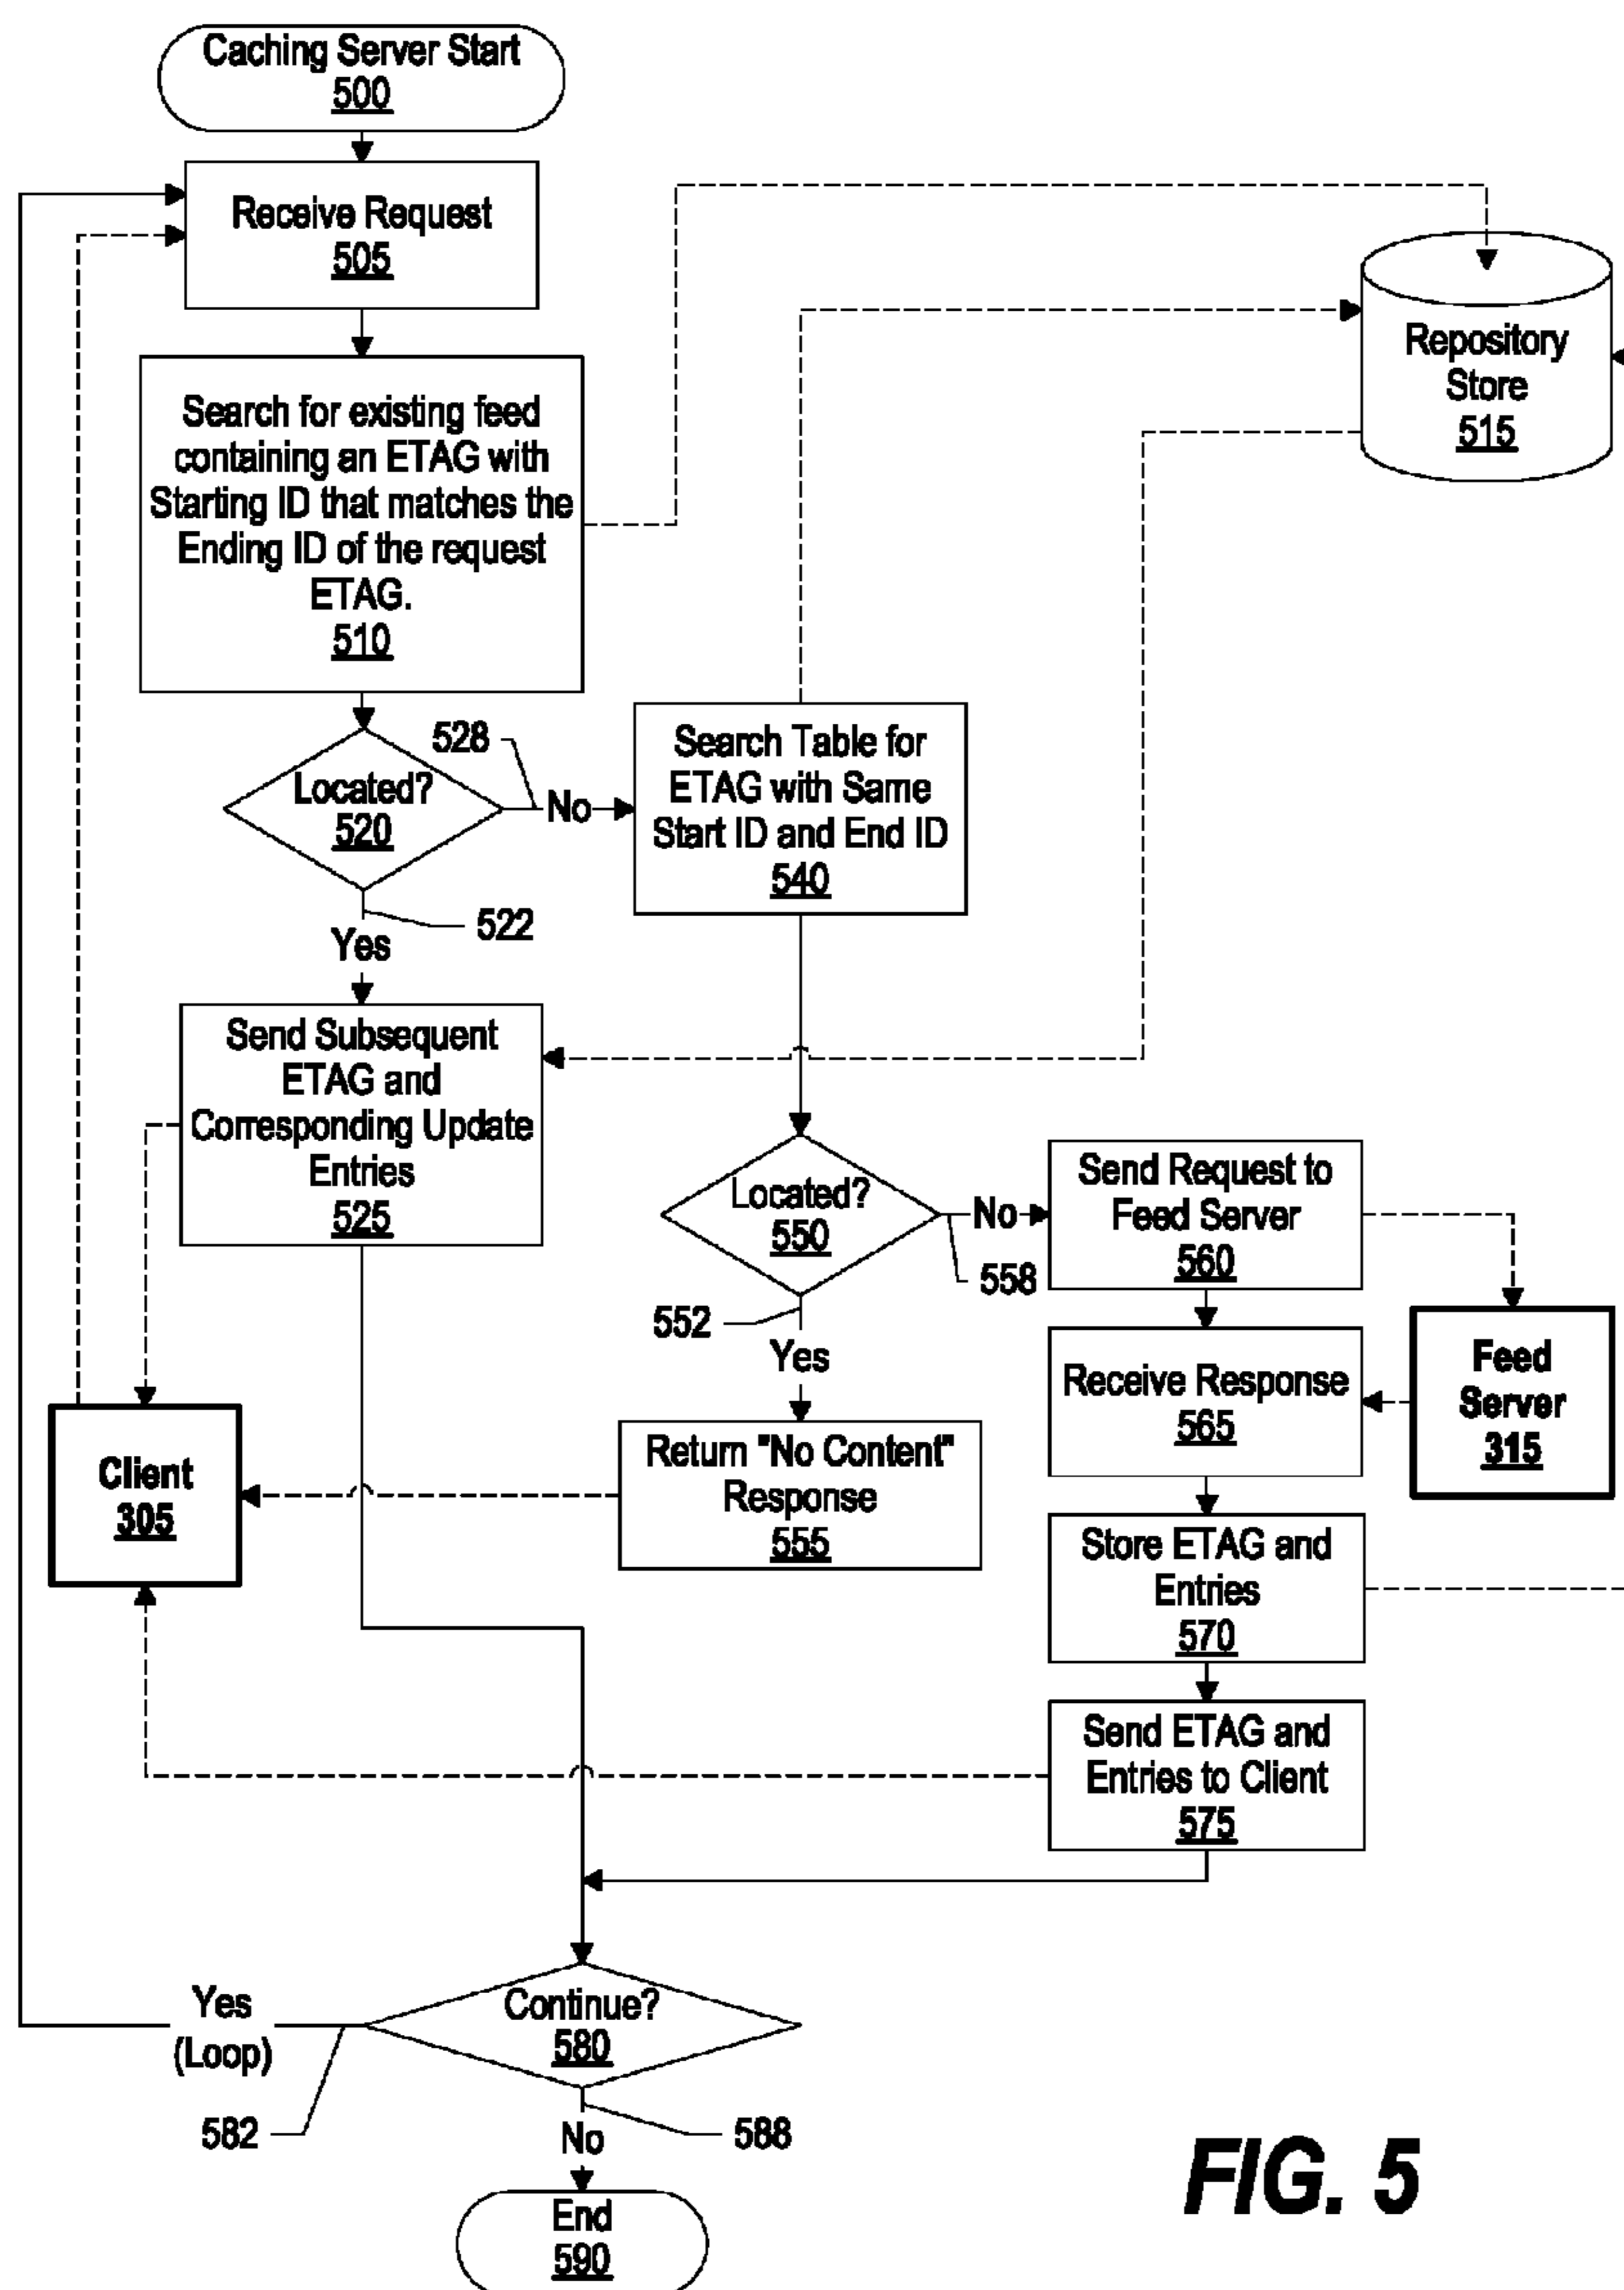 Caching Server Start
500
Receive Request
505
Search for existing feed
containing an ETAG with
Starting ID that matches the
Ending ID of the request
ETAG.
510
Repository
Store
515
528
Located?
520
No
Search Table for
ETAG with Same
Start ID and End ID
540
522
Yes
Send Subsequent
ETAG and
Corresponding Update
Entries
525
Located?
550
No
558
Send Request to
Feed Server
560
552
Yes
Receive Response
565
Feed
Server
315
Client
305
Return "No Content"
Response
555
Store ETAG and
Entries
570
Send ETAG and
Entries to Client
575
Yes
(Loop)
Continue?
580
582
No
588
End
590
FIG. 5